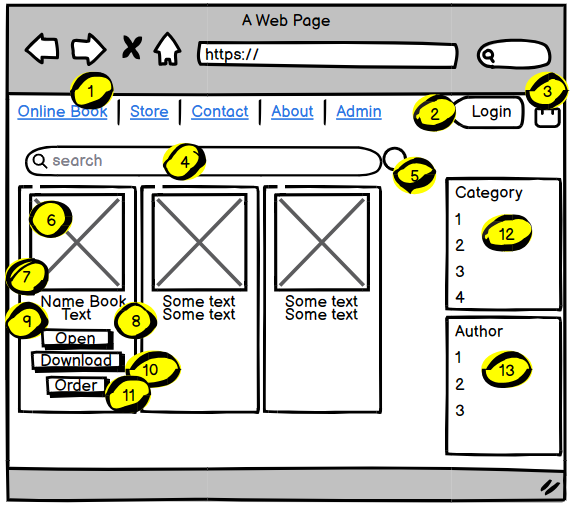 A Web Page
https://
1
3
Online Book Store Contact About Admin
2
Login
search
4
5
6
7
Name Book
Text
9
8
Open
Download
10
Order
11
Some text
Some text
Some text
Some text
Category
1
2
3
4
12
Author
1
2
3
13